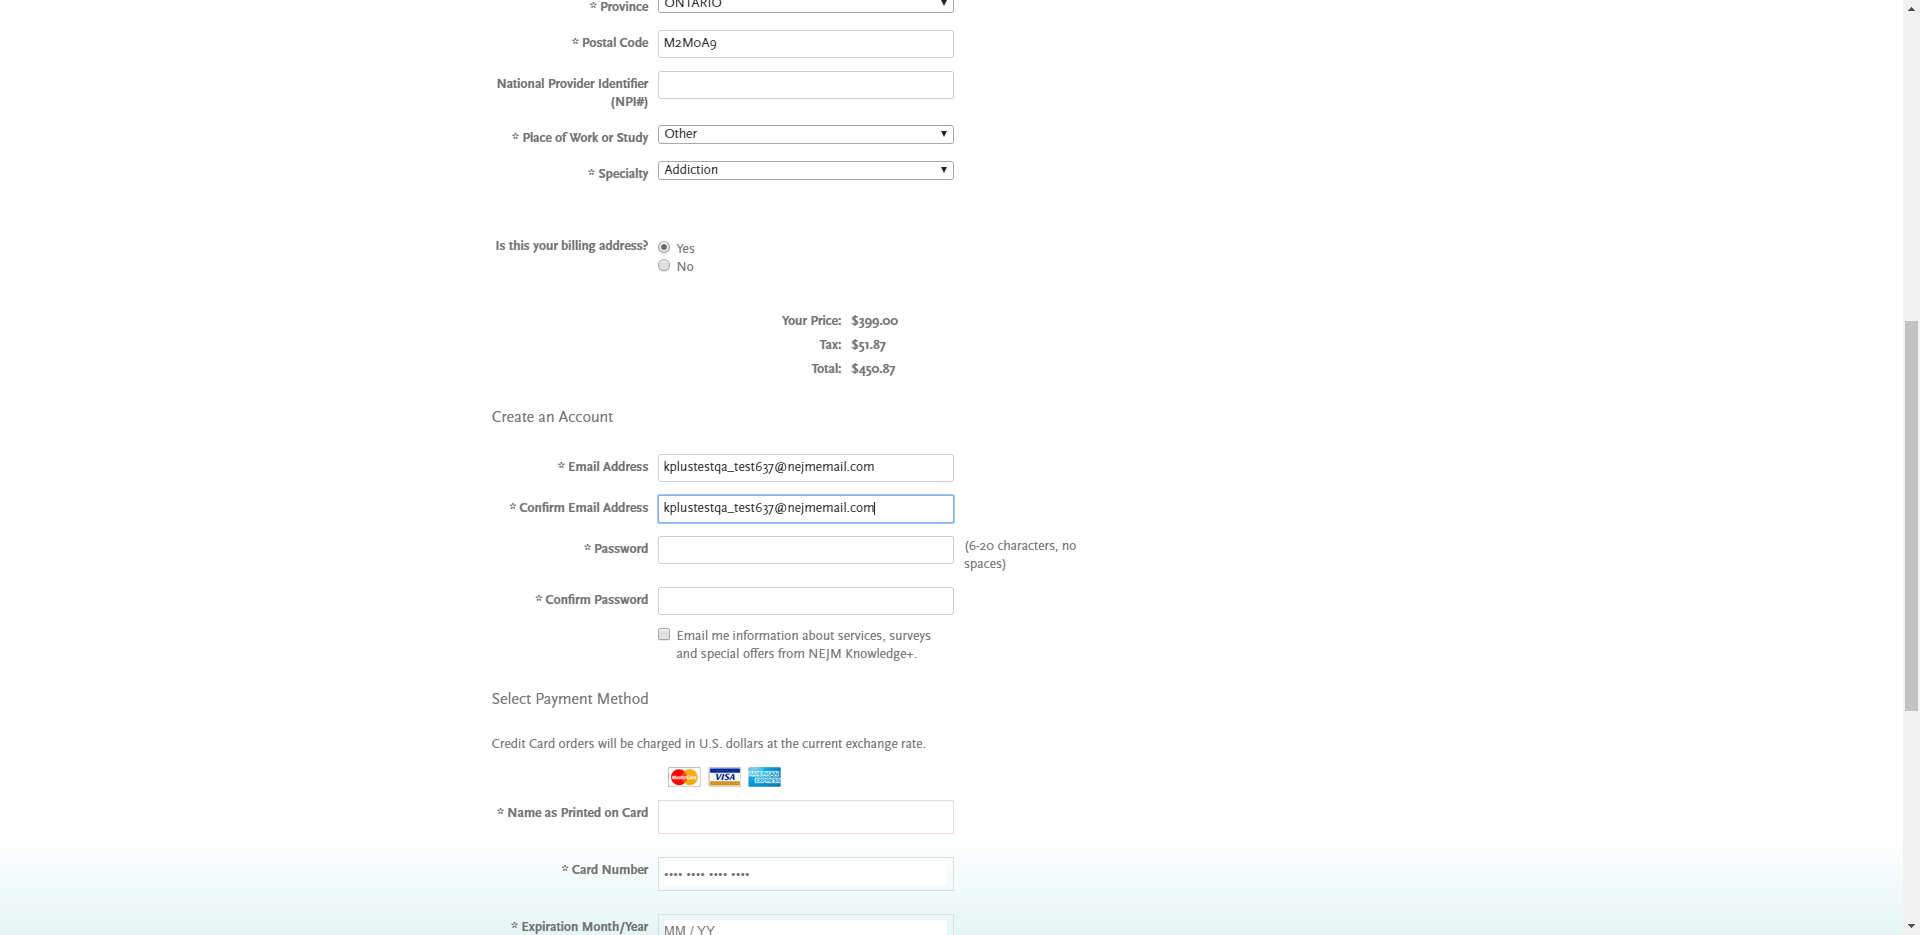 * Province ONTARIO
* Postal Code M2M0A9
National Provider Identifier
(NPI#)
* Place of Work or Study Other
* Specialty Addiction
Is this your billing address? Yes
No
Your Price: $399.00
Tax: $51.87
Total: $450.87
Create an Account
* Email Address kplustestqa_test637@nejmemail.com
* Confirm Email Address kplustestqa_test637@nejmemail.com
* Password (6-20 characters, no
spaces)
* Confirm Password
Email me information about services, surveys
and special offers from NEJM Knowledge+.
Select Payment Method
Credit Card orders will be charged in U.S. dollars at the current exchange rate.
MasterCard VISA AMERICAN EXPRESS
* Name as Printed on Card
* Card Number •••• •••• •••• ••••
* Expiration Month/Year MM / YY